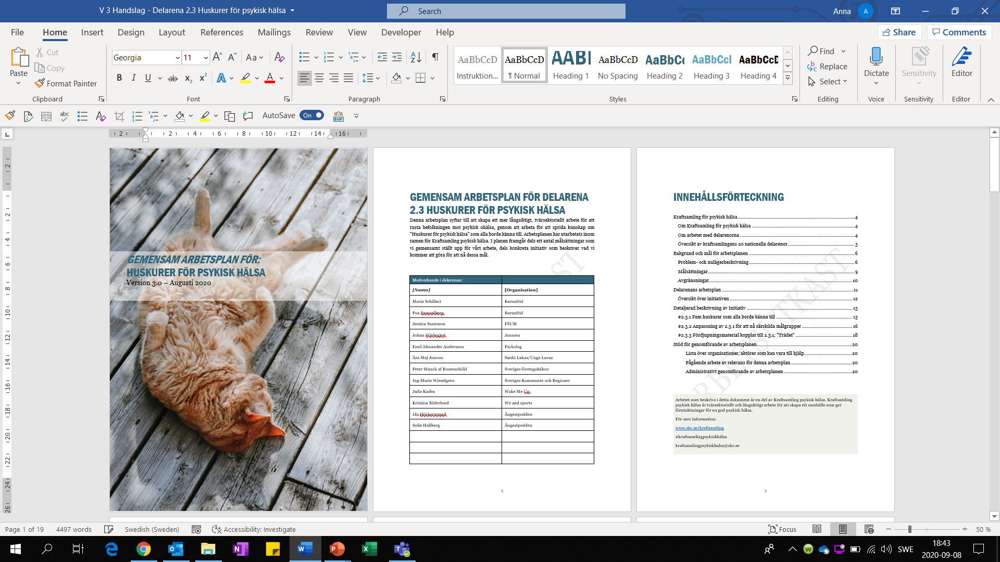 V 3 Handslag - Delarena 2.3 Huskurer för psykisk hälsa
Search
Anna
A
File
Home
Insert
Design
Layout
References
Mailings
Review
View
Developer
Help
Share
Comments
Paste
Cut
Copy
Format Painter
Clipboard
Georgia
11
Font
Paragraph
AaBbCcD
Instruktion...
AaBbCcD
¶ Normal
AABI
Heading 1
AaBbCcD
No Spacing
AaBbCc
Heading 2
AaBbCcI
Heading 3
AaBbCcD
Heading 4
Styles
Find
Replace
Select
Editing
Dictate
Voice
Sensitivity
Sensitivity
Editor
Editor
AutoSave
On
2 2 4 6 8 10 12 14 16
GEMENSAM ARBETSPLAN FÖR:
HUSKURER FÖR PSYKISK HÄLSA
Version 3.0 – Augusti 2020
GEMENSAM ARBETSPLAN FÖR DELARENA
2.3 HUSKURER FÖR PSYKISK HÄLSA
Denna arbetsplan syftar till att skapa ett mer långsiktigt, tvärsektoriellt arbete för att
rusta befolkningen mot psykisk ohälsa, genom att arbeta för att sprida kunskap om
"Huskurer för psykisk hälsa" som alla borde känna till. Arbetsplanen har utarbetats inom
ramen för Kraftsamling psykisk hälsa. I planen framgår dels ett antal målsättningar som
vi gemensamt ställt upp för vårt arbete, dels konkreta initiativ som beskriver vad vi
kommer att göra för att nå dessa mål.
Medverkande i delarenan:
[Namn] [Organisation]
Maria Schillaci Barnafrid
Poa Samuelberg Barnafrid
Jessica Sunesson FSUM
Johan Wärlegård Janssen
Emil Alexander Andersson Psykolog
Åsa Maj Jonzon Sankt Lukas/Unga Lucas
Peter Munck af Rosenschöld Sveriges företagshälsor
Ing-Marie Wieselgren Sveriges Kommuner och Regioner
Julia Karhu Wake Me Up
Kristina Söderlund We and sports
Ida Höckerstrand Ångestpodden
Sofie Hallberg Ångestpodden
2
INNEHÅLLSFÖRTECKNING
Kraftsamling för psykisk hälsa 4
Om Kraftsamling för psykisk hälsa 4
Om arbetet med delarenorna 4
Översikt av kraftsamlingens 20 nationella delarenor 5
Bakgrund och mål för arbetsplanen 6
Problem- och nulägesbeskrivning 6
Målsättningar 9
Avgränsningar 10
Delarenans arbetsplan 11
Översikt över initiativen 12
Detaljerad beskrivning av Initiativ 13
#2.3.1 Fem huskurer som alla borde känna till 13
#2.3.2 Anpassning av 2.3.1 för att nå särskilda målgrupper 16
#2.3.3 Fördjupningsmaterial kopplat till 2.3.1: "Trädet" 18
Stöd för genomförande av arbetsplanen 20
Lista över organisationer/aktörer som kan vara till hjälp 20
Pågående arbete av relevans för denna arbetsplan 20
Administrativt genomförande av arbetsplanen 20
Arbetet som beskrivs i detta dokument är en del av Kraftsamling psykisk hälsa. Kraftsamling
psykisk hälsa är tvärsektoriellt och långsiktigt arbete för att skapa ett samhälle som ger
förutsättningar för en god psykisk hälsa.
För mer information:
www.skr.se/kraftsamling
#kraftsamlingpsykiskhälsa
kraftsamlingpsykiskhalsa@skr.se
3
Page 1 of 19
4497 words
Swedish (Sweden)
Accessibility: Investigate
Focus
50 %
SWE
18:43
2020-09-08